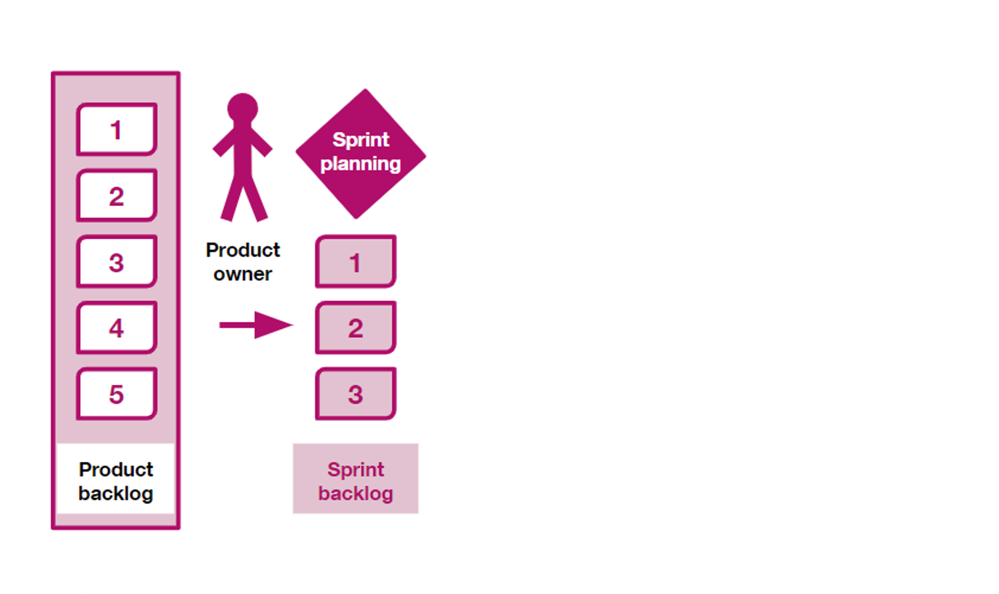 1
2
3
4
5
Product
backlog
Product
owner
Sprint
planning
1
2
3
Sprint
backlog